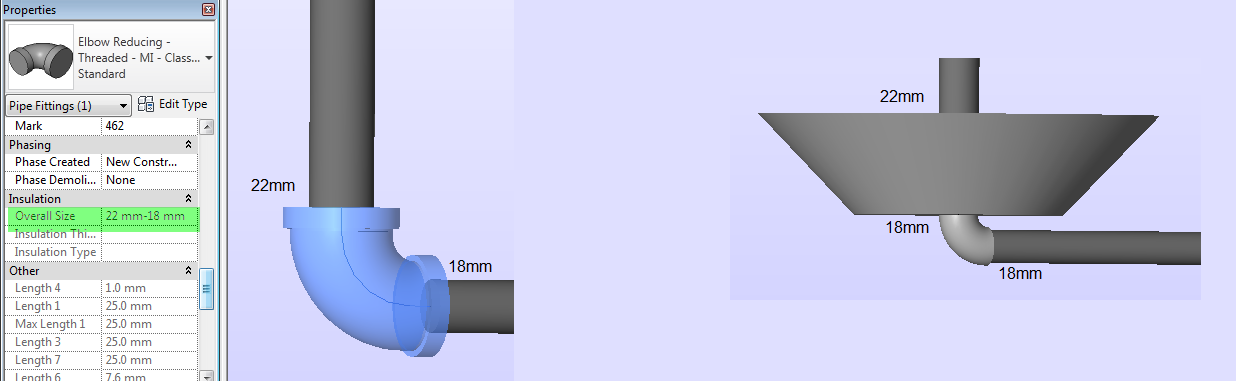 Properties
Elbow Reducing -
Threaded - MI - Class...
Standard
Pipe Fittings (1)
Edit Type
Mark 462
Phasing
Phase Created New Constr...
Phase Demoli... None
Insulation
Overall Size 22 mm-18 mm
Insulation Thi...
Insulation Type
Other
Length 4 1.0 mm
Length 1 25.0 mm
Max Length 1 25.0 mm
Length 3 25.0 mm
Length 7 25.0 mm
Length 6 7.6 mm
22mm
18mm
22mm
18mm
18mm